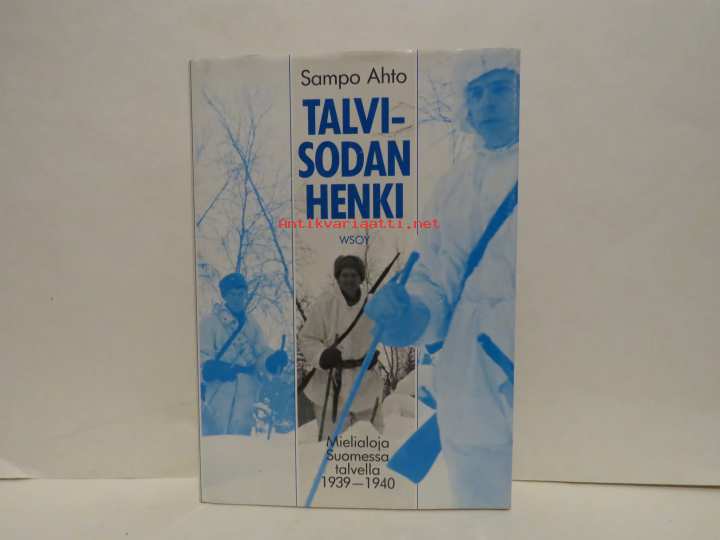 Sampo Ahto
TALVI-
SODAN
HENKI
Antikvariaatti.net
WSOY
Mielialoja
Suomessa
talvella
1939—1940